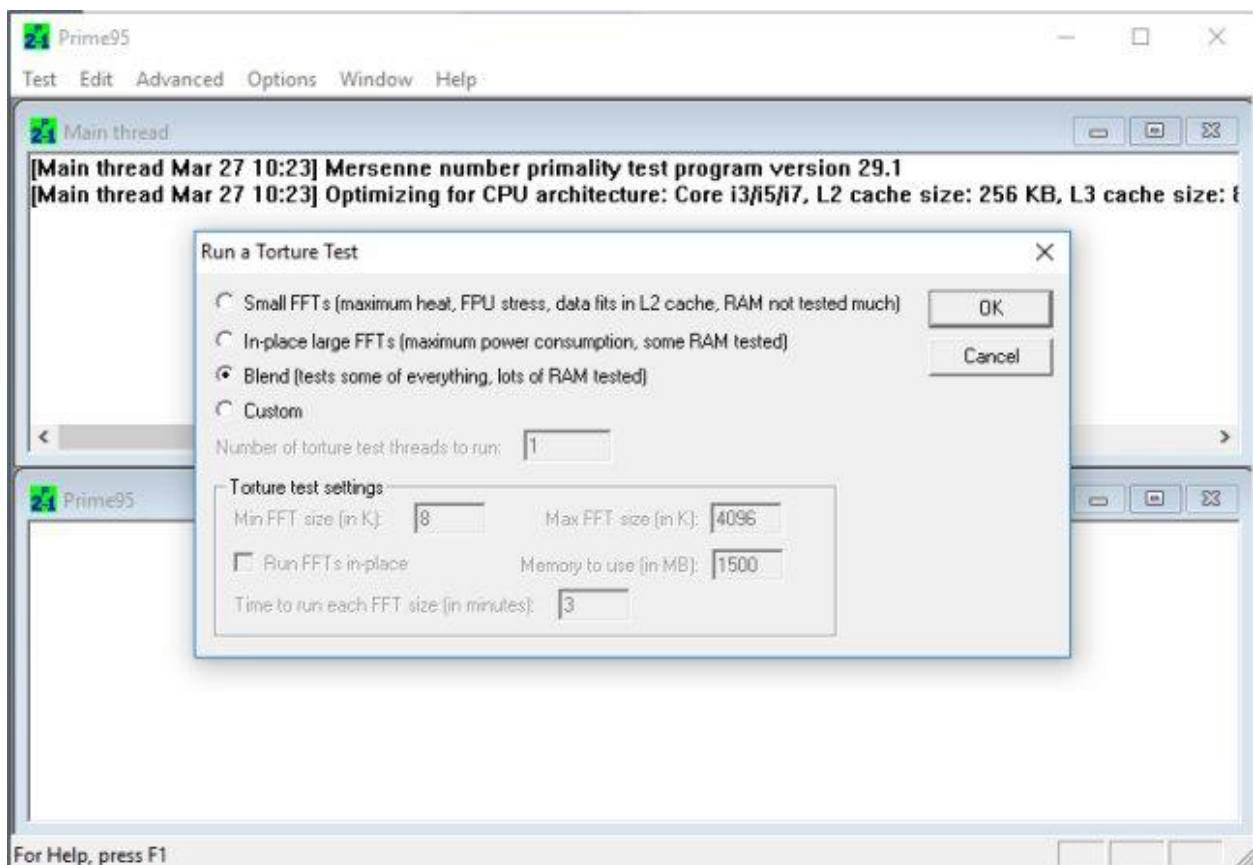 Prime95
Test Edit Advanced Options Window Help
Main thread
[Main thread Mar 27 10:23] Mersenne number primality test program version 29.1
[Main thread Mar 27 10:23] Optimizing for CPU architecture: Core i3/i5/i7, L2 cache size: 256 KB, L3 cache size:
Run a Torture Test
Small FFTs (maximum heat, FPU stress, data fits in L2 cache, RAM not tested much)
OK
In-place large FFTs (maximum power consumption, some RAM tested)
Cancel
Blend (tests some of everything, lots of RAM tested)
Custom
Number of torture test threads to run: 1
Torture test settings
Min FFT size (in K): 8 Max FFT size (in K): 4096
Run FFTs in-place Memory to use (in MB): 1500
Time to run each FFT size (in minutes): 3
Prime95
For Help, press F1